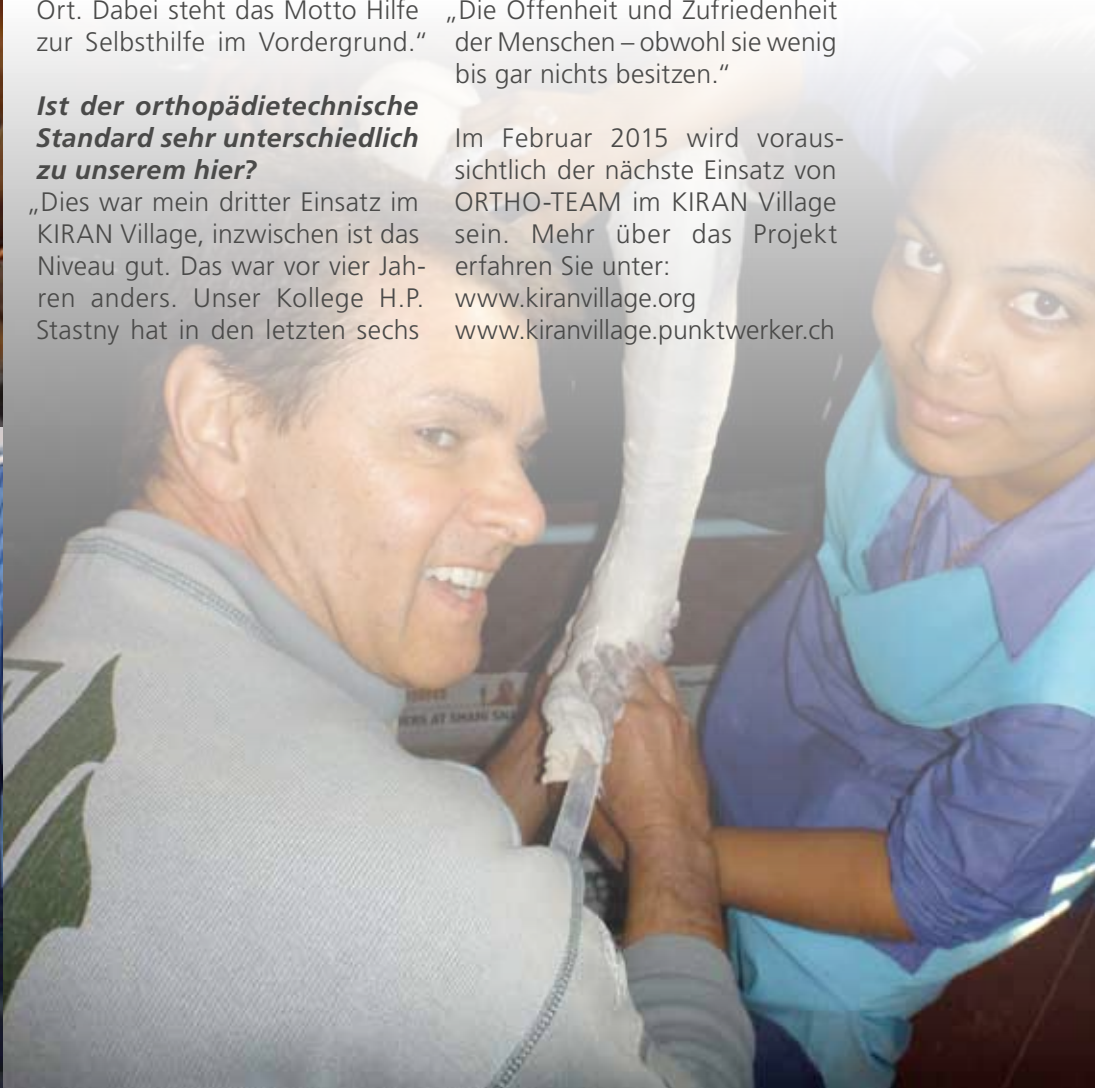 Ort. Dabei steht das Motto Hilfe
zur Selbsthilfe im Vordergrund.“
Ist der orthopädietechnische
Standard sehr unterschiedlich
zu unserem hier?
„Dies war mein dritter Einsatz im
KIRAN Village, inzwischen ist das
Niveau gut. Das war vor vier Jah-
ren anders. Unser Kollege H.P.
Stastny hat in den letzten sechs
„Die Offenheit und Zufriedenheit
der Menschen – obwohl sie wenig
bis gar nichts besitzen.“
Im Februar 2015 wird voraus-
sichtlich der nächste Einsatz von
ORTHO-TEAM im KIRAN Village
sein. Mehr über das Projekt
erfahren Sie unter:
www.kiranvillage.org
www.kiranvillage.punktwerker.ch
AT SHANI